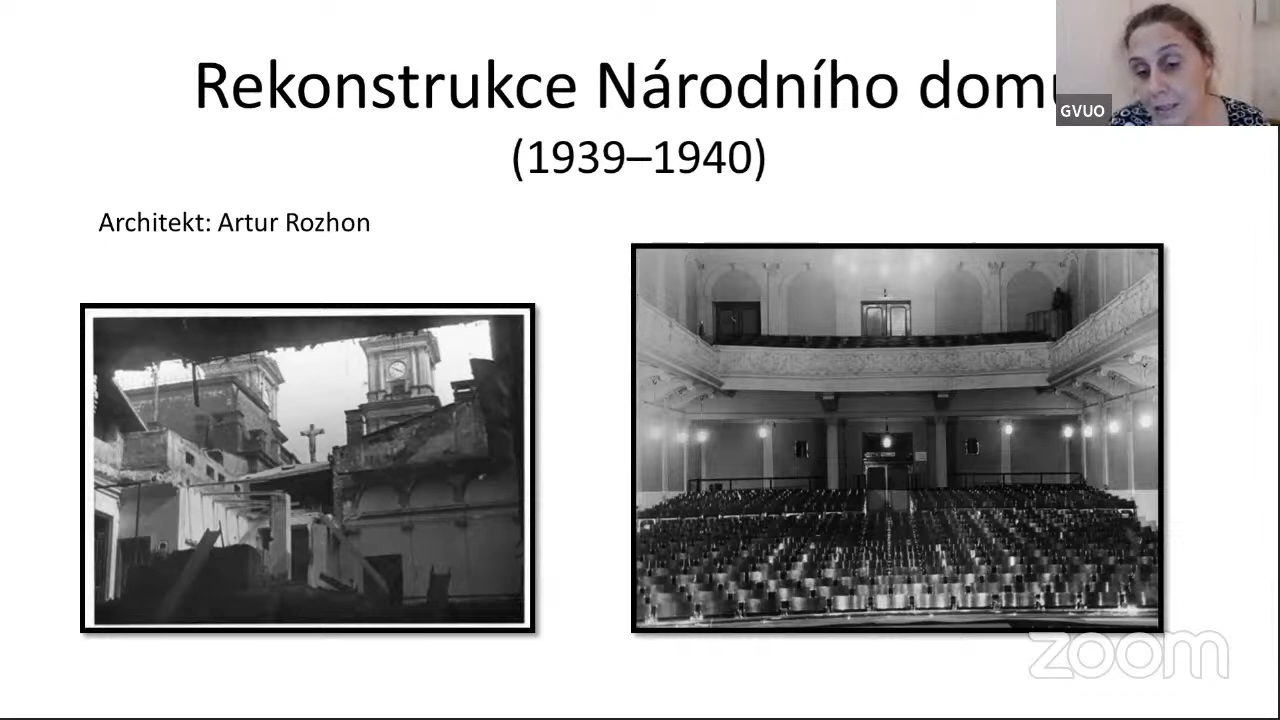 Rekonstrukce Národního domu
GVUO
(1939–1940)
Architekt: Artur Rozhon
zoom